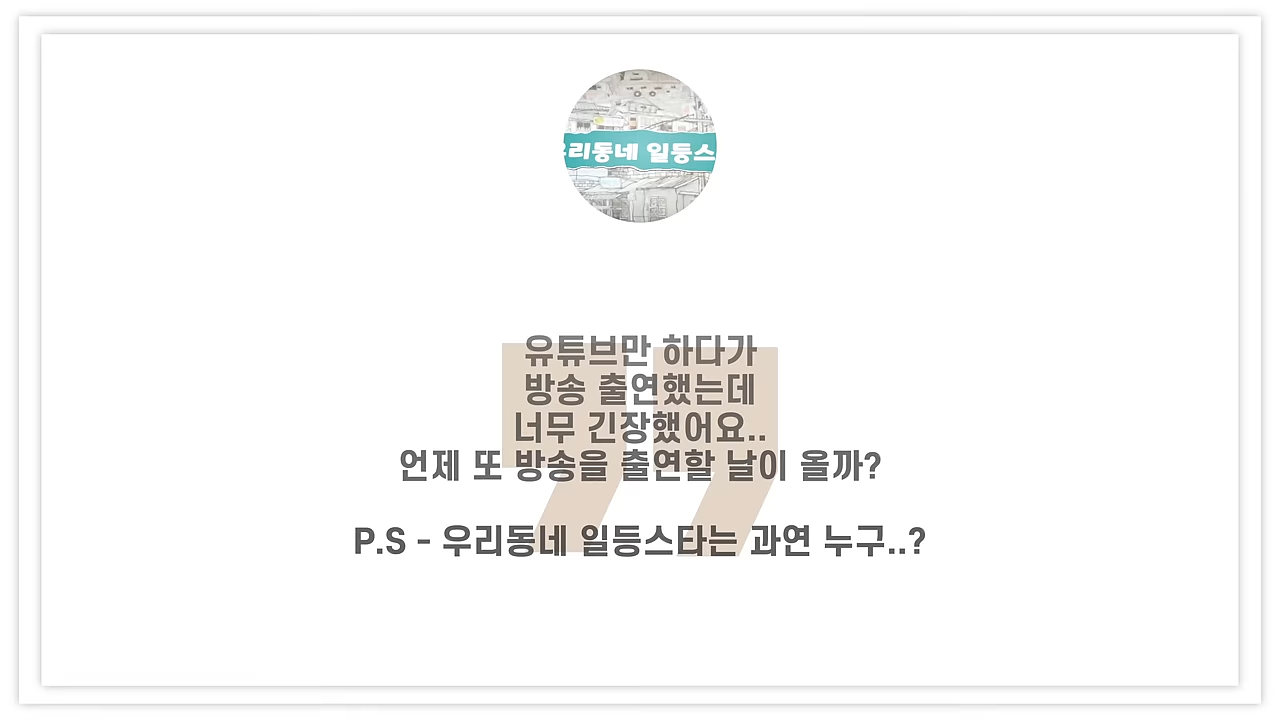 우리동네 일등스
유튜브만 하다가
방송 출연했는데
너무 긴장했어요..
언제 또 방송을 출연할 날이 올까?
P.S - 우리동네 일등스타는 과연 누구..?